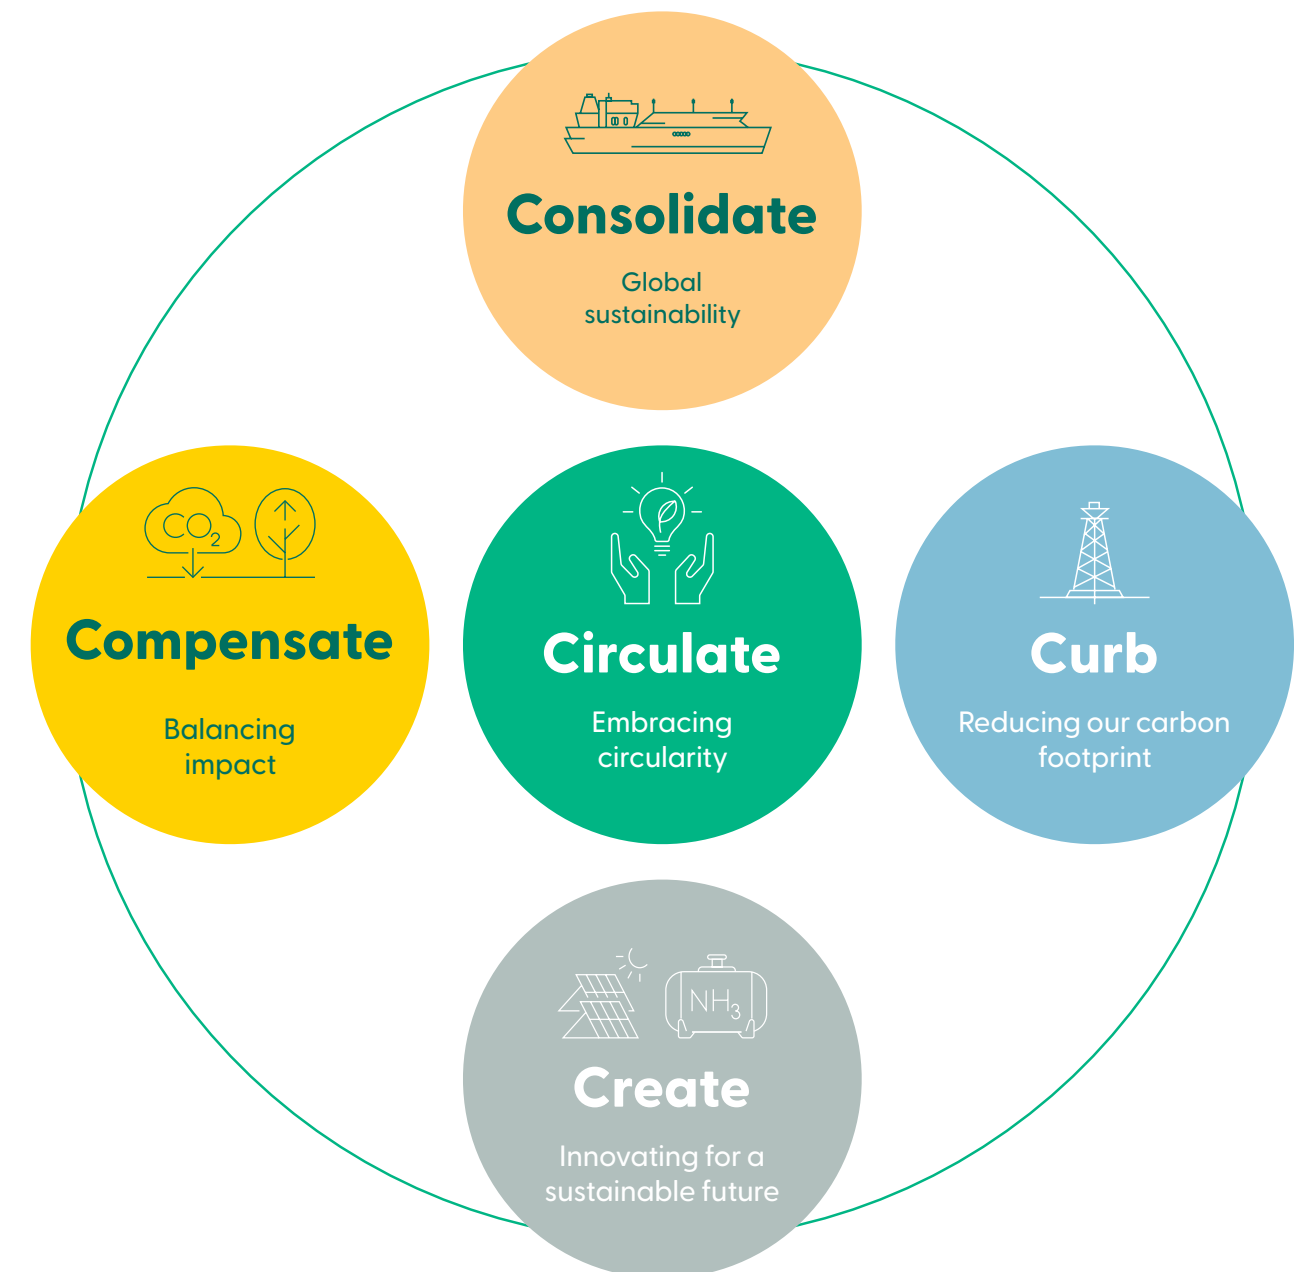 Consolidate
Global
sustainability
CO2
Compensate
Balancing
impact
Circulate
Embracing
circularity
Curb
Reducing our carbon
footprint
NH3
Create
Innovating for a
sustainable future